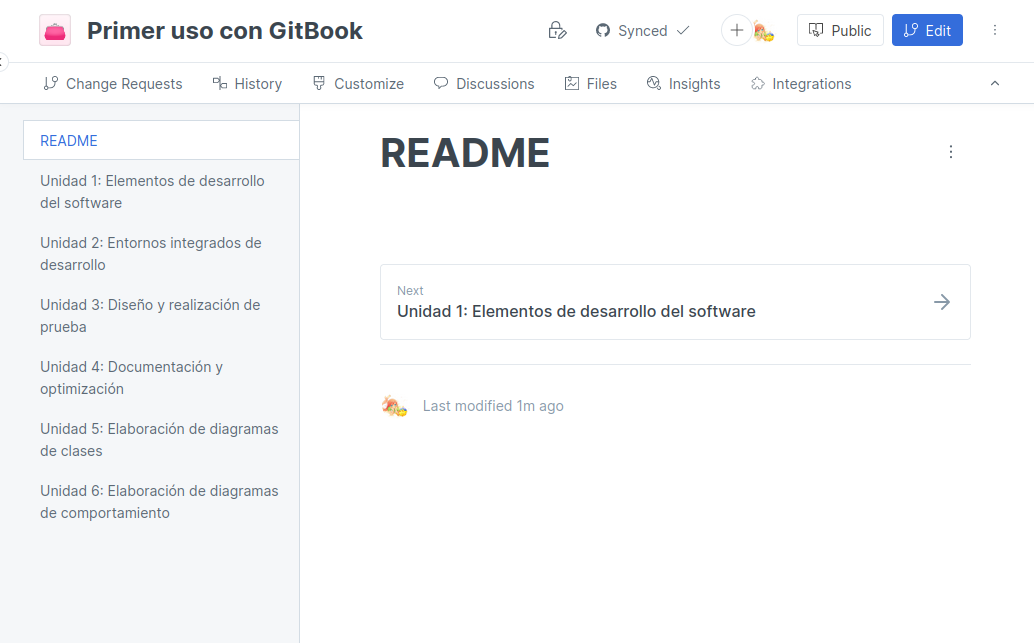 Primer uso con GitBook
Synced
Public
Edit
Change Requests
History
Customize
Discussions
Files
Insights
Integrations
README
Unidad 1: Elementos de desarrollo
del software
Unidad 2: Entornos integrados de
desarrollo
Unidad 3: Diseño y realización de
prueba
Unidad 4: Documentación y
optimización
Unidad 5: Elaboración de diagramas
de clases
Unidad 6: Elaboración de diagramas
de comportamiento
README
Next
Unidad 1: Elementos de desarrollo del software
Last modified 1m ago